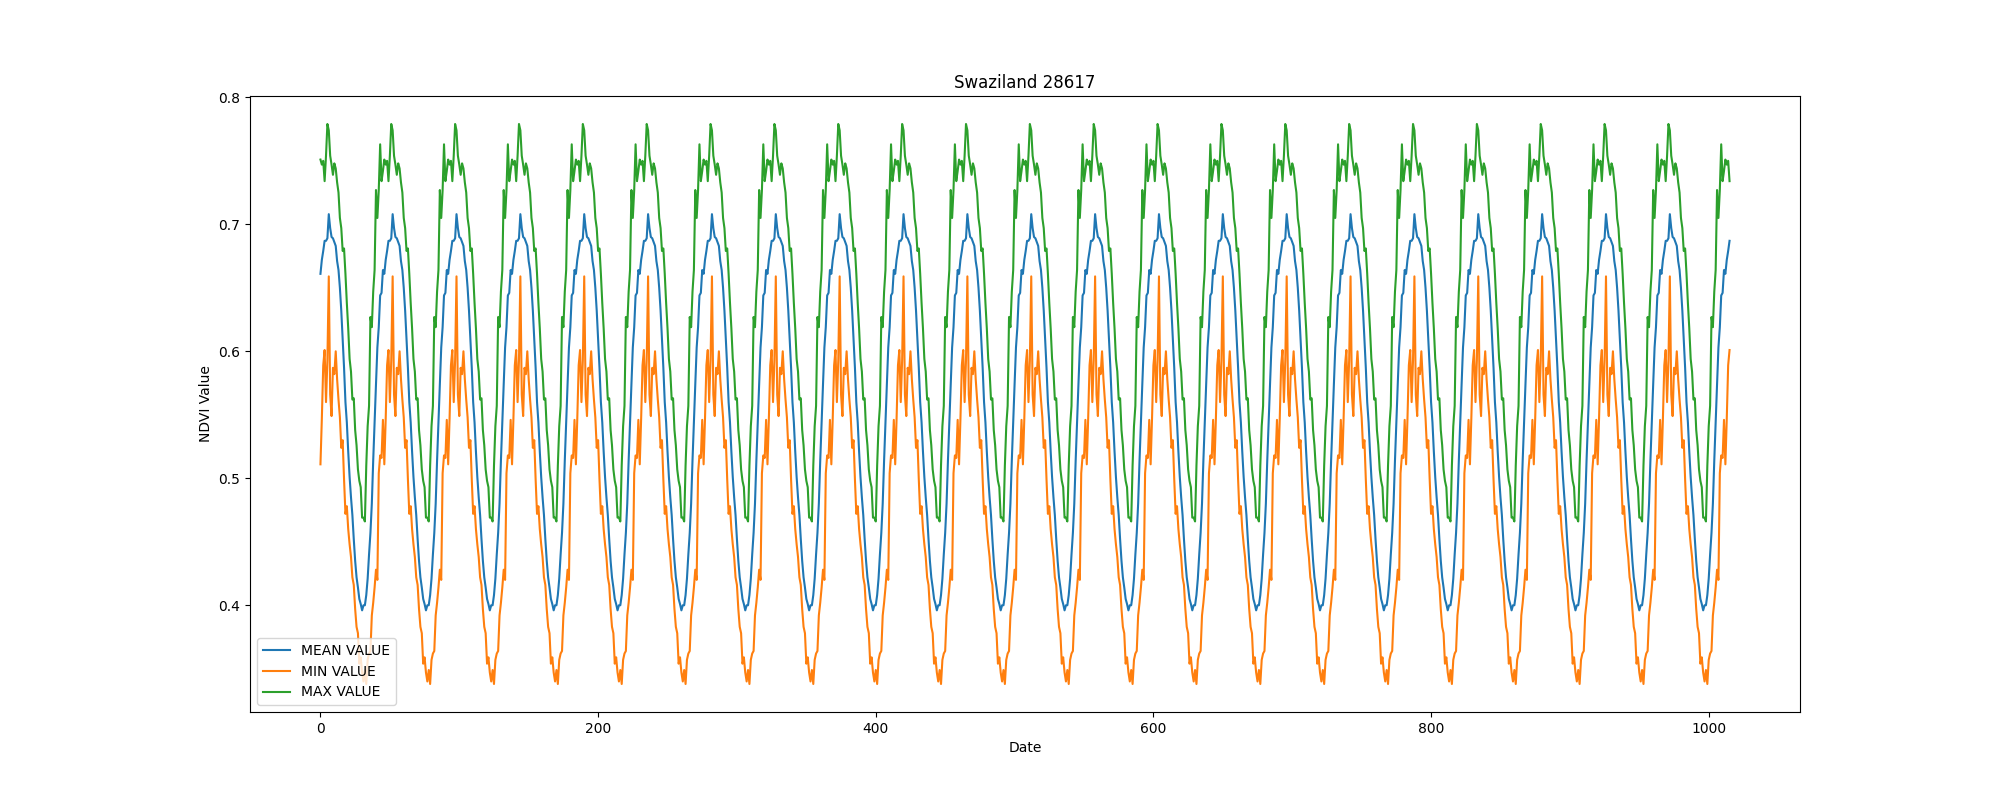 Swaziland 28617
0.8
0.7
0.6
0.5
0.4
NDVI Value
MEAN VALUE
MIN VALUE
MAX VALUE
0
200
400
600
800
1000
Date